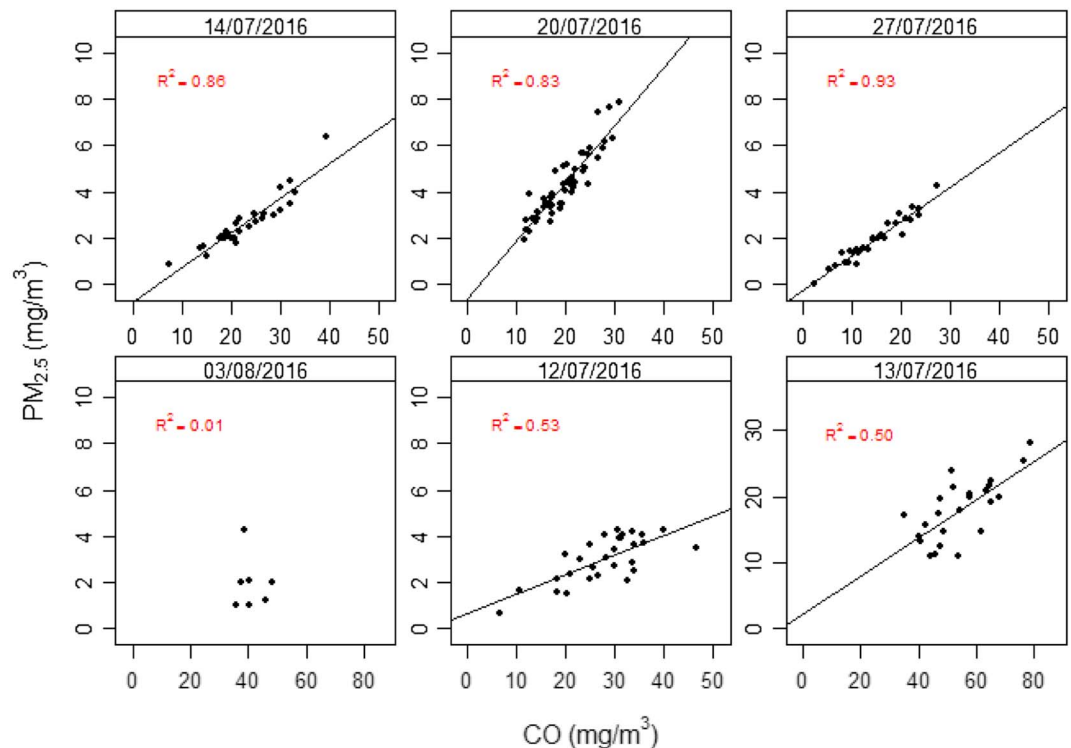 14/07/2016 20/07/2016 27/07/2016
10 10 10
R² = 0.86 R² = 0.83 R² = 0.93
8 8 8
6 6 6
4 4 4
2 2 2
0 0 0
0 10 20 30 40 50 0 10 20 30 40 50 0 10 20 30 40 50
PM₂.₅ (mg/m³)
03/08/2016 12/07/2016 13/07/2016
10 10
R² = 0.01 R² = 0.53 R² = 0.50
8 8 30
6 6 20
4 4
2 2 10
0 0 0
0 20 40 60 80 0 10 20 30 40 50 0 20 40 60 80
CO (mg/m³)